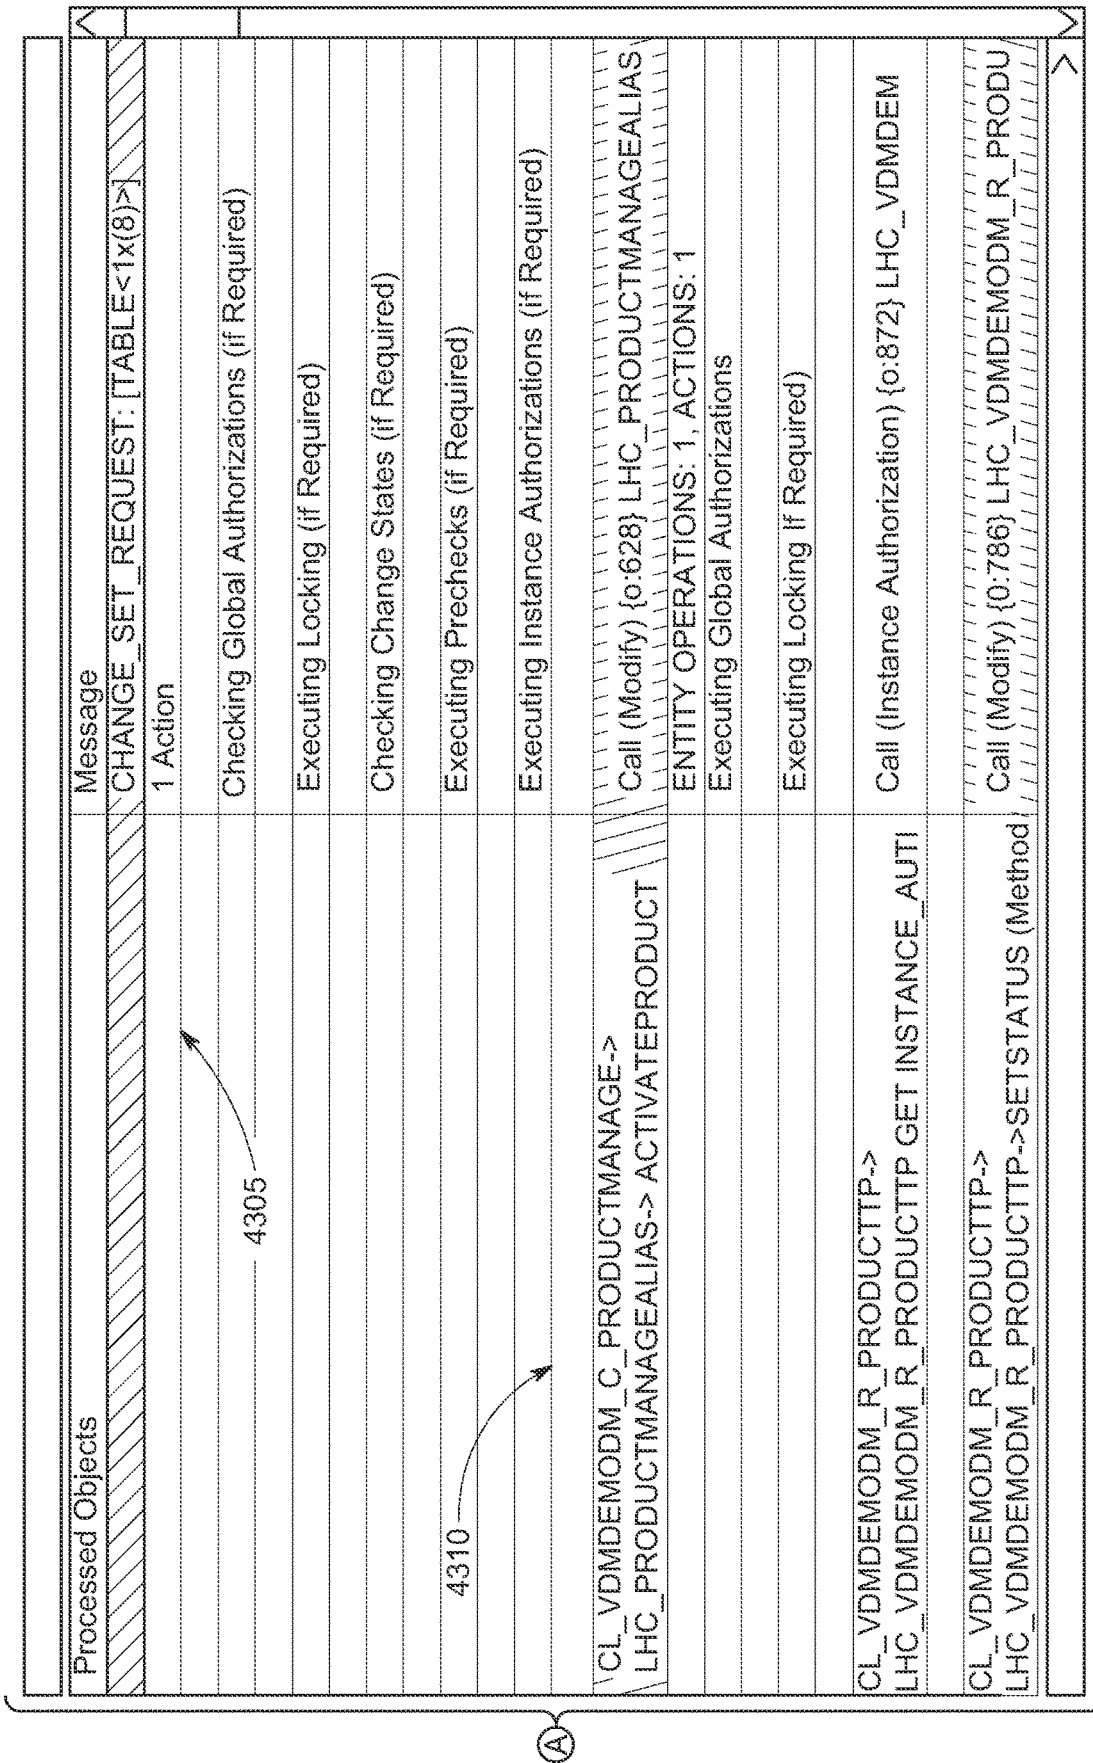 Processed Objects Message
CHANGE_SET_REQUEST: [TABLE<1x(8)>]
1 Action
4305
Checking Global Authorizations (if Required)
Executing Locking (if Required)
Checking Change States (if Required)
Executing Prechecks (if Required)
4310
Executing Instance Authorizations (if Required)
CL_VDMDEMODM_C_PRODUCTMANAGE->
LHC_PRODUCTMANAGEALIAS-> ACTIVATEPRODUCT Call (Modify) {o:628} LHC_PRODUCTMANAGEALIAS
ENTITY OPERATIONS: 1, ACTIONS: 1
Executing Global Authorizations
Executing Locking If Required)
CL_VDMDEMODM_R_PRODUCTTP->
LHC_VDMDEMODM_R_PRODUCTTP GET INSTANCE_AUTI Call (Instance Authorization) {o:872} LHC_VDMDEM
CL_VDMDEMODM_R_PRODUCTTP->
LHC_VDMDEMODM_R_PRODUCTTP->SETSTATUS (Method Call (Modify) {0:786} LHC_VDMDEMODM_R_PRODU
A